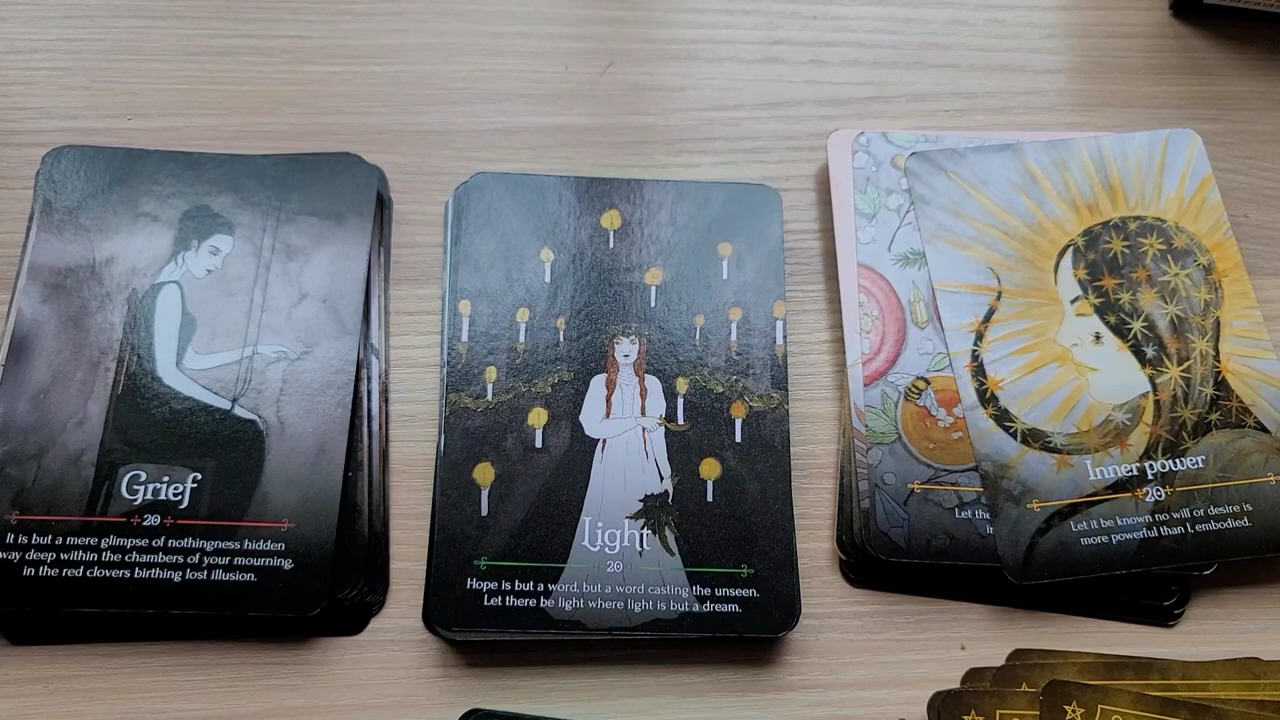 Grief
20
It is but a mere glimpse of nothingness hidden
way deep within the chambers of your mourning,
in the red clovers birthing lost illusion.
Light
20
Hope is but a word, but a word casting the unseen.
Let there be light where light is but a dream.
Let the
Inner power
20
Let it be known no will or desire is
more powerful than I, embodied.